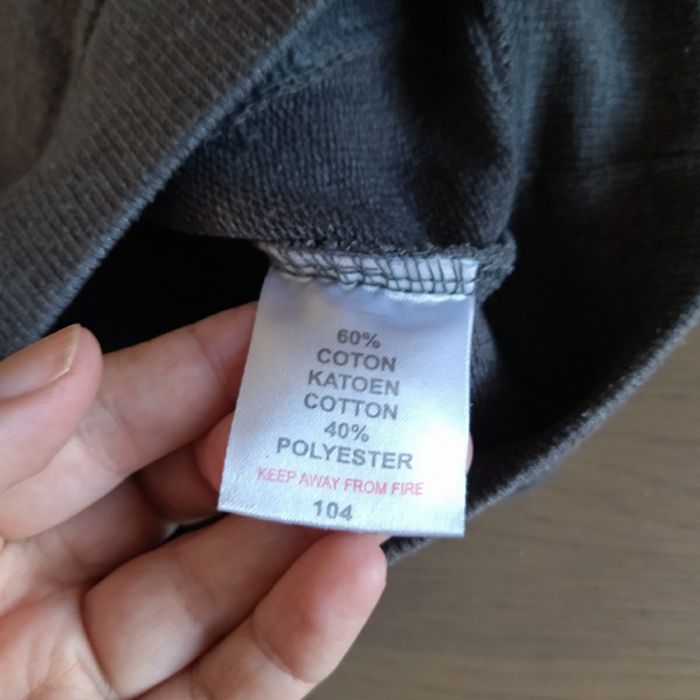 60%
COTON
KATOEN
COTTON
40%
POLYESTER
KEEP AWAY FROM FIRE
104